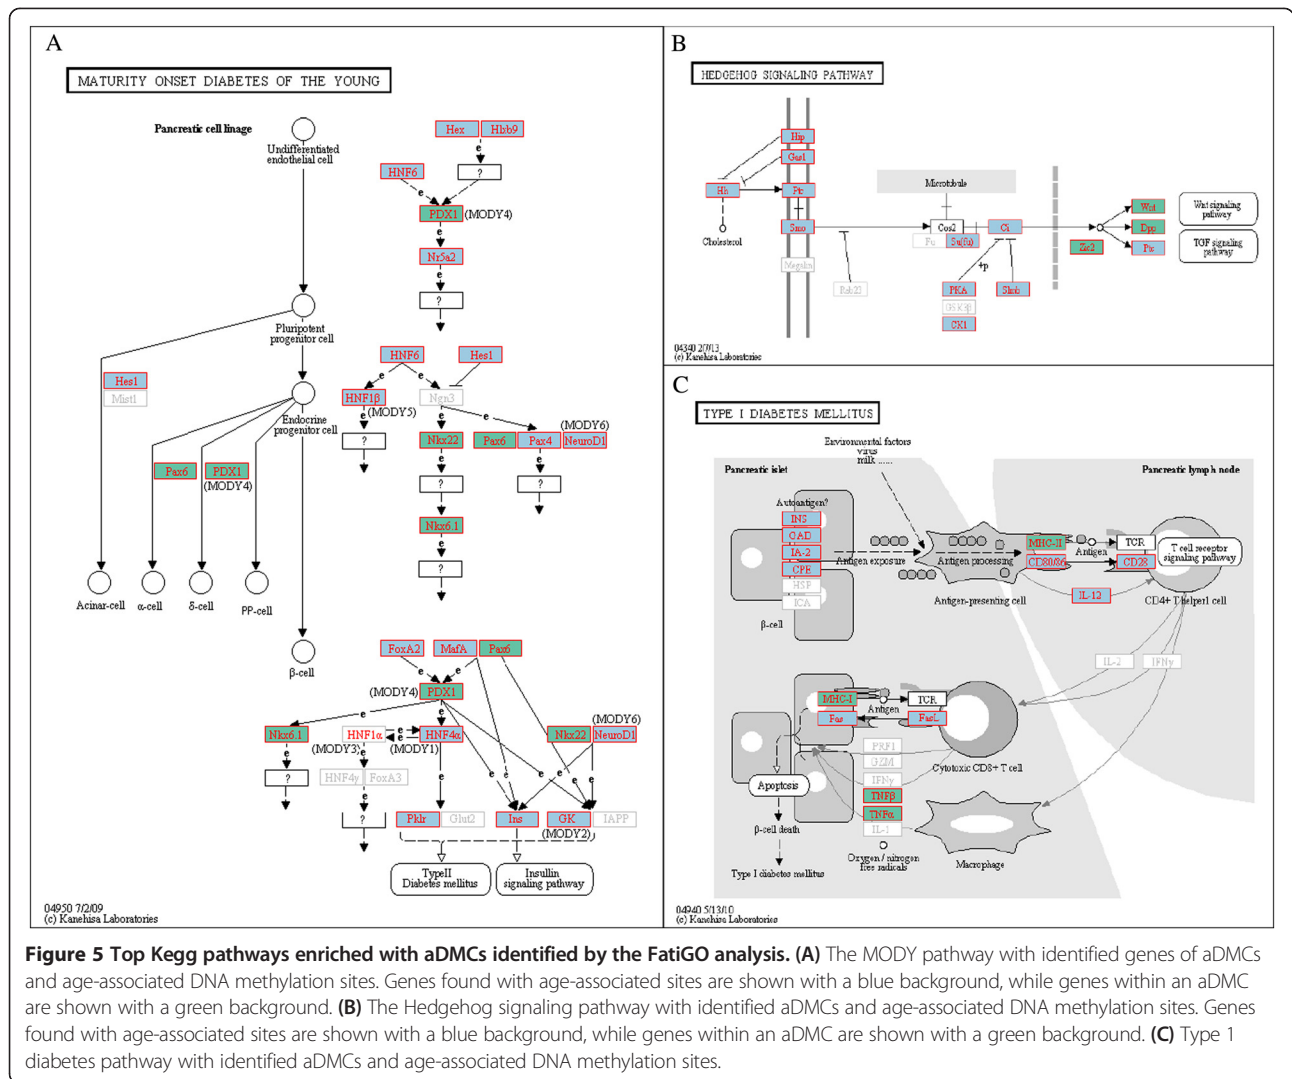 A
MATURITY ONSET DIABETES OF THE YOUNG
Pancreatic cell linage
Undifferentiated
endothelial cell
Hex
Hlxb9
e
?
HNF6
e
PDX1
(MODY4)
e
Nr5a2
e
?
Pluripotent
progenitor cell
HNF6
Hes1
Hes1
Mist1
e
e
HNF1β
(MODY5)
Ngn3
Endocrine
progenitor cell
e
e
e
(MODY6)
?
Nkx22
Pax6
Pax4
NeuroD1
Pax6
PDX1
(MODY4)
e
e
?
?
e
Nkx6.1
e
?
Acinar-cell
α-cell
δ-cell
PP-cell
β-cell
FoxA2
MafA
Pax6
e
e
(MODY4)
PDX1
e
e
(MODY6)
Nkx6.1
HNF1α
e
e
HNF4α
Nkx22
NeuroD1
(MODY3)
(MODY1)
e
e
?
HNF4γ
FoxA3
e
e
e
e
e
e
?
Pklr
Glut2
Ins
GK
IAPP
(MODY2)
TypeII
Diabetes mellitus
Insullin
signaling pathway
04950 7/2/09
(c) Kanehisa Laboratories
B
HEDGEHOG SIGNALING PATHWAY
Hip
Gas1
Hh
Ptc
Microtubule
Smo
Cos2
Fu
Su(fu)
Ci
Cholesterol
Megalin
Rab23
+p
PKA
Slmb
GSK3β
CK1
Zic2
Wnt
Dpp
Ptc
Wnt signaling
pathway
TGF signaling
pathway
04340 2/7/13
(c) Kanehisa Laboratories
C
TYPE I DIABETES MELLITUS
Environmental factors
virus
milk ......
Pancreatic islet
Pancreatic lymph node
Autoantigen?
INS
GAD
IA-2
CPE
HSP
ICA
β-cell
Antigen exposure
Antigen processing
Antigen-presenting cell
MHC-II
Antigen
TCR
CD80/86
CD28
IL-12
T cell receptor
signaling pathway
CD4+ T helper1 cell
IL-2
IFNγ
MHC-I
Antigen
TCR
Fas
FasL
PRF1
GZM
Cytotoxic CD8+ T cell
IFNγ
TNFβ
TNFα
IL-1
Apoptosis
β-cell death
Type I diabetes mellitus
Oxygen / nitrogen
free radicals
Macrophage
04940 5/13/10
(c) Kanehisa Laboratories
Figure 5 Top Kegg pathways enriched with aDMCs identified by the FatiGO analysis. (A) The MODY pathway with identified genes of aDMCs
and age-associated DNA methylation sites. Genes found with age-associated sites are shown with a blue background, while genes within an aDMC
are shown with a green background. (B) The Hedgehog signaling pathway with identified aDMCs and age-associated DNA methylation sites. Genes
found with age-associated sites are shown with a blue background, while genes within an aDMC are shown with a green background. (C) Type 1
diabetes pathway with identified aDMCs and age-associated DNA methylation sites.